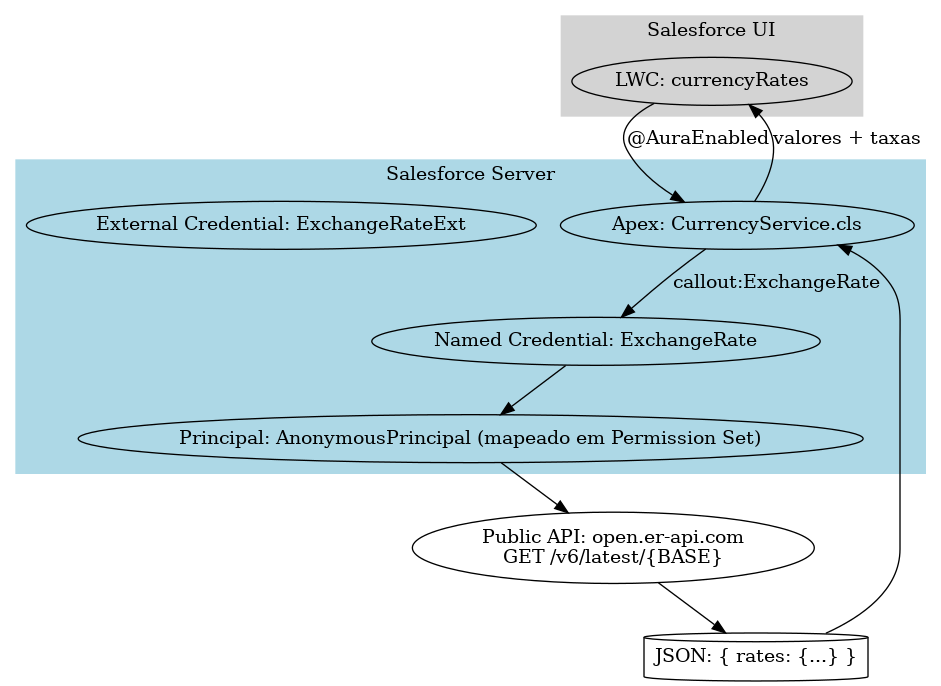 Salesforce UI
LWC: currencyRates
@AuraEnabled
valores + taxas
Salesforce Server
External Credential: ExchangeRateExt
Apex: CurrencyService.cls
callout:ExchangeRate
Named Credential: ExchangeRate
Principal: AnonymousPrincipal (mapeado em Permission Set)
Public API: open.er-api.com
GET /v6/latest/{BASE}
JSON: { rates: {...} }